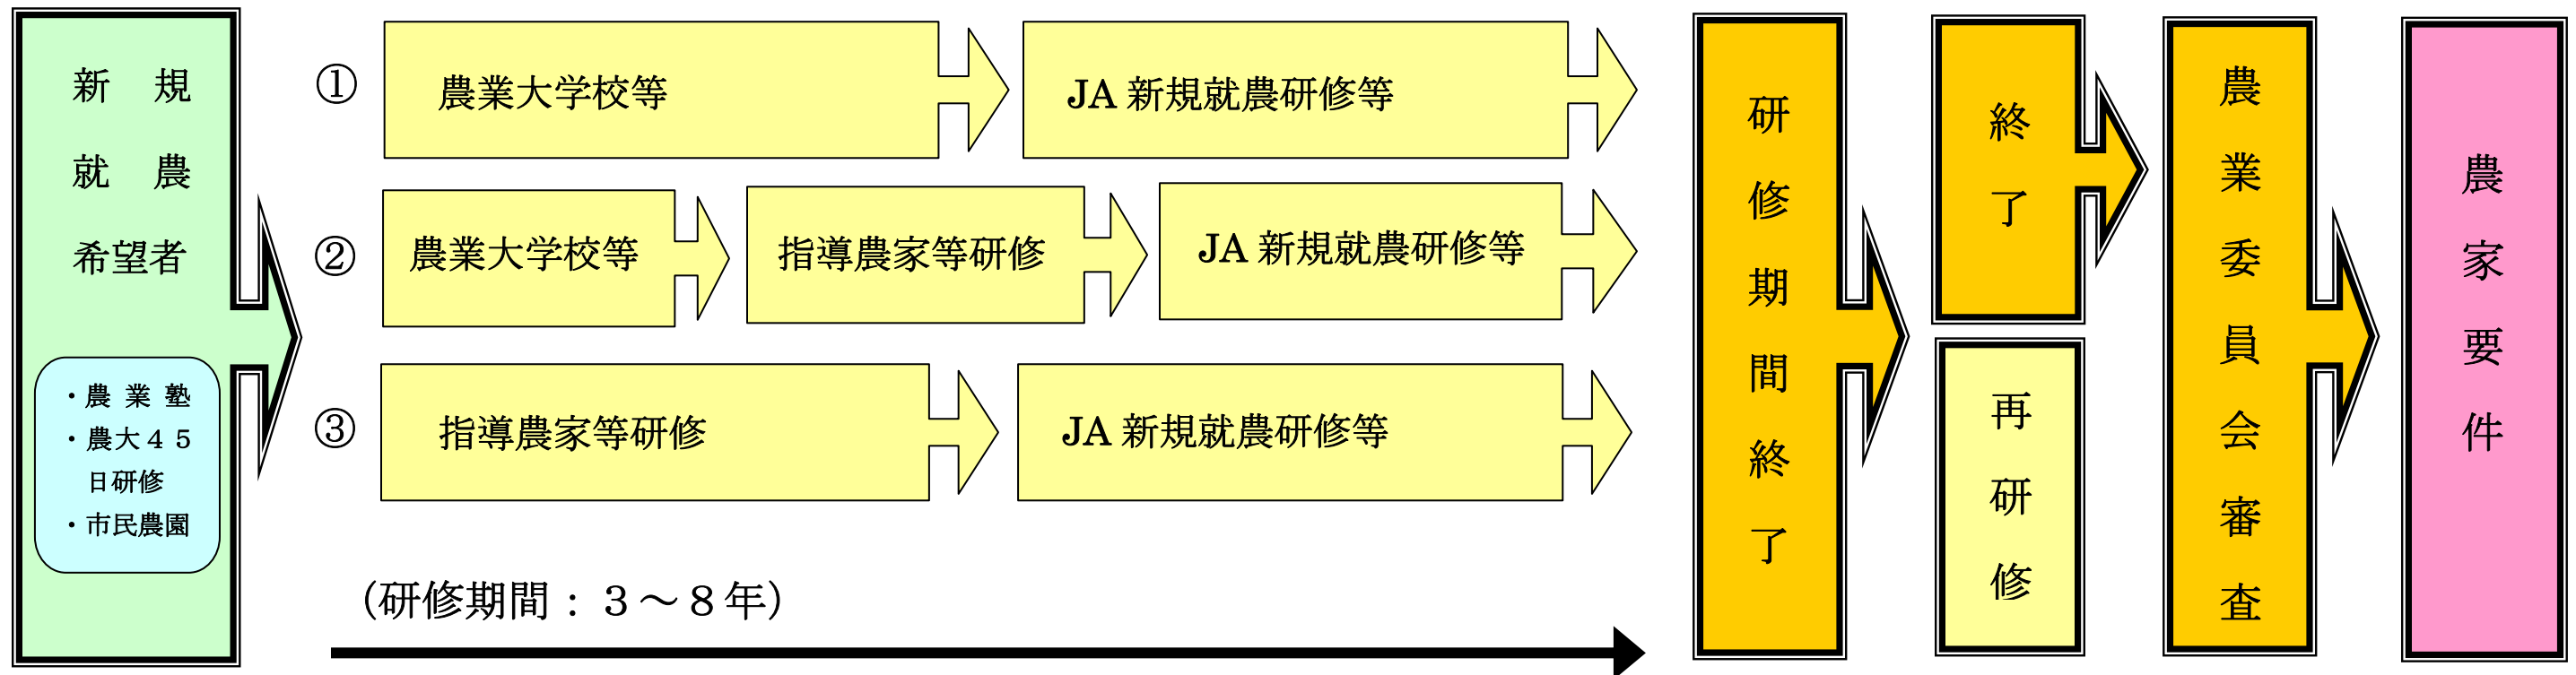 新　規
就　農
希望者
・農 業 塾
・農大４５
日研修
・市民農園
①
農業大学校等
JA 新規就農研修等
②
農業大学校等
指導農家等研修
JA 新規就農研修等
③
指導農家等研修
JA 新規就農研修等
（研修期間：３～８年）
研修期間終了
終了
再研修
農業委員会審査
農家要件